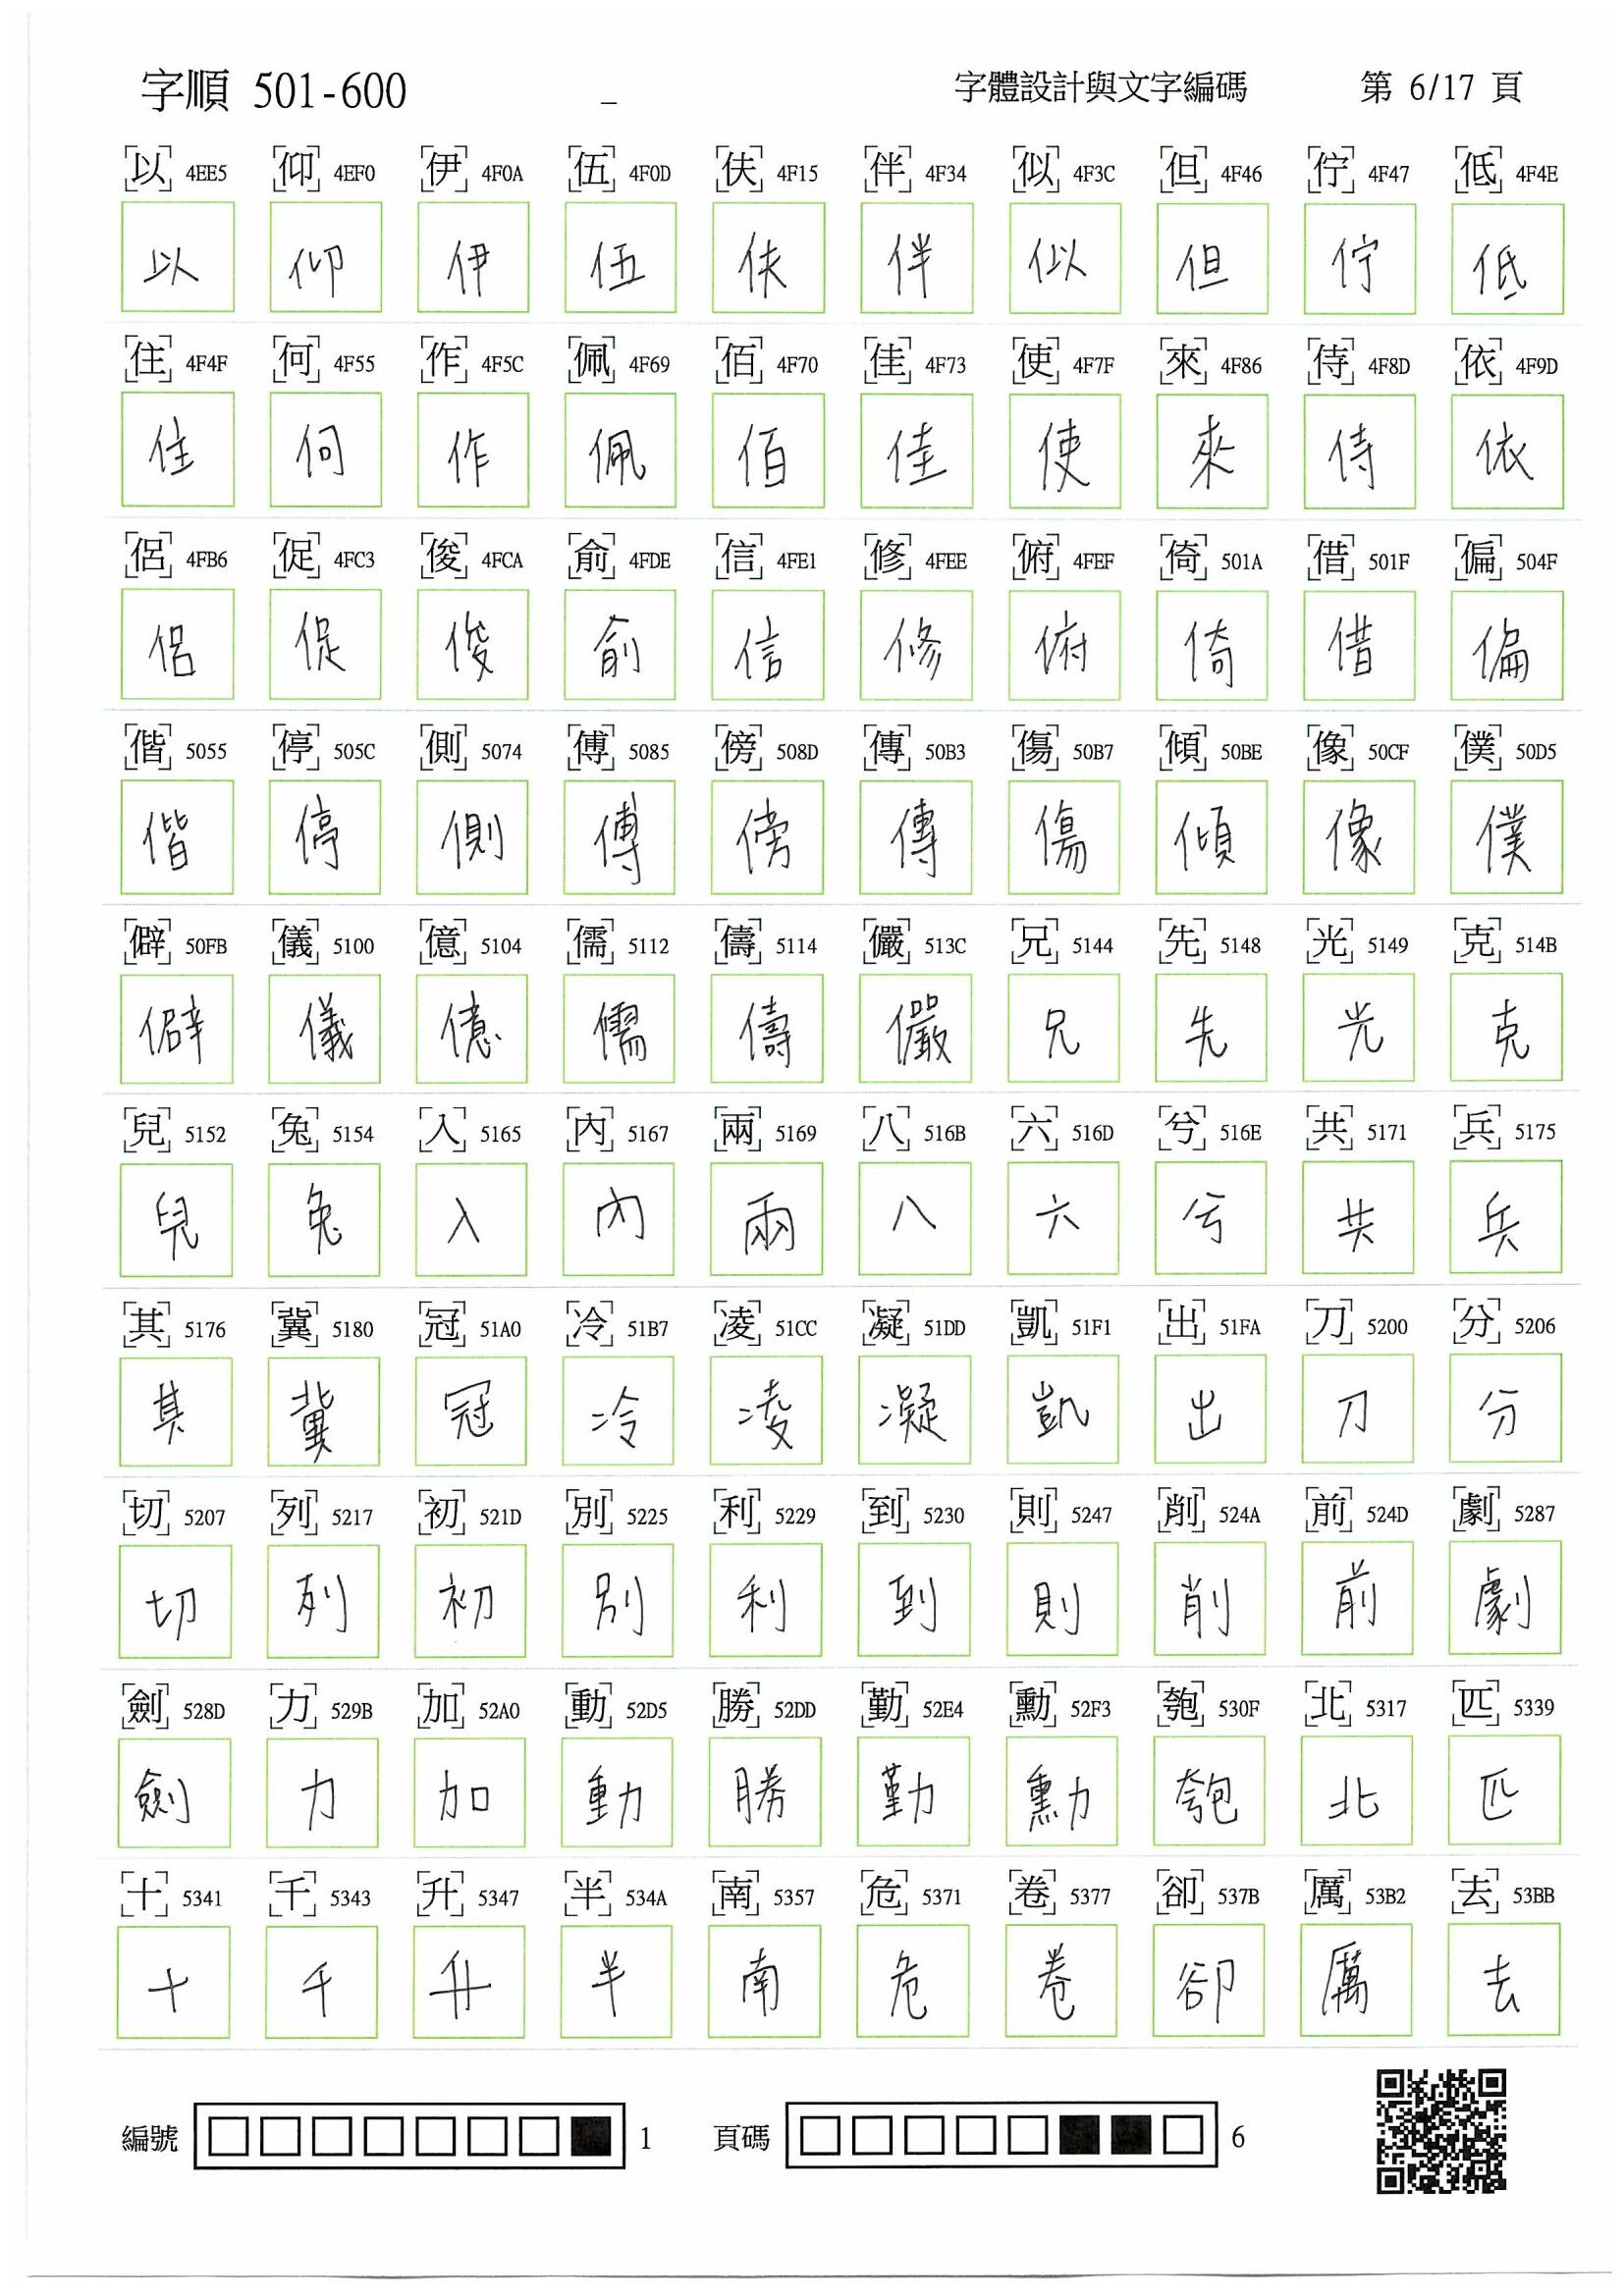 字順 501-600 _ 字體設計與文字編碼 第 6/17 頁
以 4EE5 仰 4EF0 伊 4F0A 伍 4F0D 伕 4F15 伴 4F34 似 4F3C 但 4F46 佇 4F47 低 4F4E
以 仰 伊 伍 伕 伴 似 但 佇 低
住 4F4F 何 4F55 作 4F5C 佩 4F69 佰 4F70 佳 4F73 使 4F7F 來 4F86 侍 4F8D 依 4F9D
住 何 作 佩 佰 佳 使 來 侍 依
侶 4FB6 促 4FC3 俊 4FCA 俞 4FDE 信 4FE1 修 4FEE 俯 4FEF 倚 501A 借 501F 偏 504F
侶 促 俊 俞 信 修 俯 倚 借 偏
偕 5055 停 505C 側 5074 傅 5085 傍 508D 傳 50B3 傷 50B7 傾 50BE 像 50CF 僕 50D5
偕 停 側 傅 傍 傳 傷 傾 像 僕
僻 50FB 儀 5100 億 5104 儒 5112 儔 5114 儼 513C 兄 5144 先 5148 光 5149 克 514B
僻 儀 億 儒 儔 儼 兄 先 光 克
兒 5152 兔 5154 入 5165 內 5167 兩 5169 八 516B 六 516D 兮 516E 共 5171 兵 5175
兒 兔 入 內 兩 八 六 兮 共 兵
其 5176 冀 5180 冠 51A0 冷 51B7 凌 51CC 凝 51DD 凱 51F1 出 51FA 刀 5200 分 5206
其 冀 冠 冷 凌 凝 凱 出 刀 分
切 5207 列 5217 初 521D 別 5225 利 5229 到 5230 則 5247 削 524A 前 524D 劇 5287
切 列 初 別 利 到 則 削 前 劇
劍 528D 力 529B 加 52A0 動 52D5 勝 52DD 勤 52E4 勳 52F3 匏 530F 北 5317 匹 5339
劍 力 加 動 勝 勤 勳 匏 北 匹
十 5341 千 5343 升 5347 半 534A 南 5357 危 5371 卷 5377 卻 537B 厲 53B2 去 53BB
十 千 升 半 南 危 卷 卻 厲 去
編號 1 頁碼 6